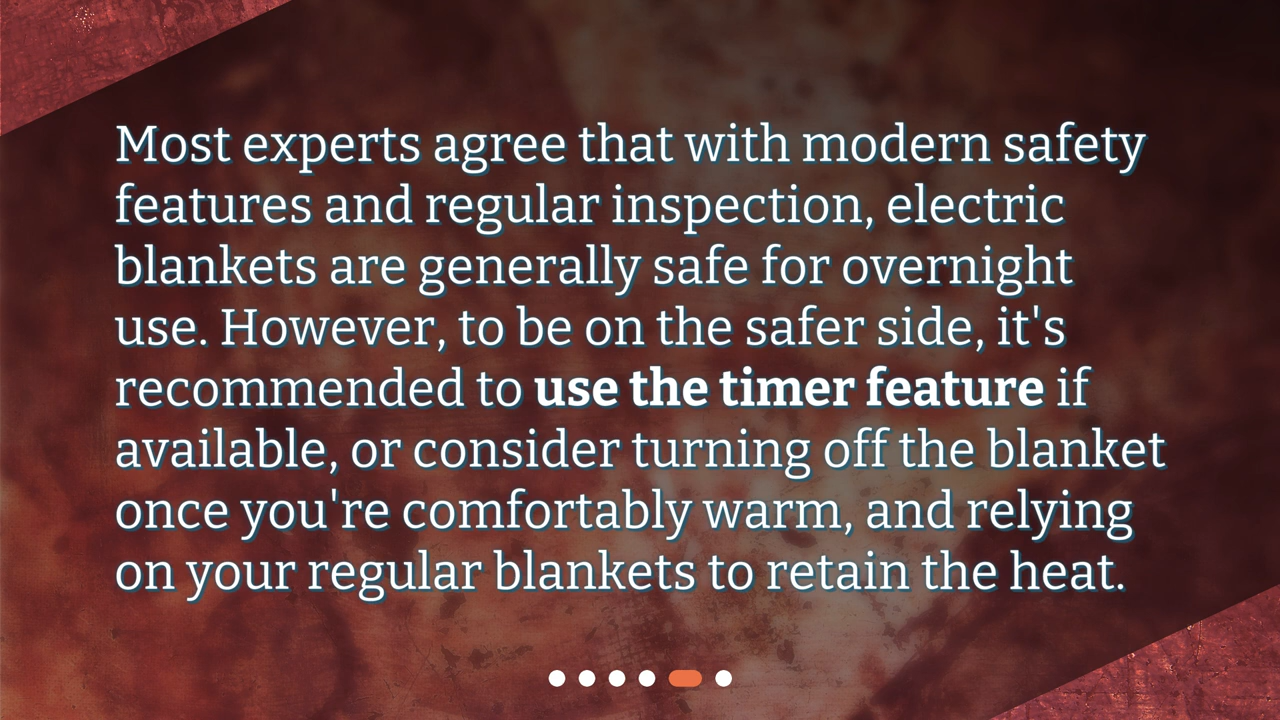 Most experts agree that with modern safety
features and regular inspection, electric
blankets are generally safe for overnight
use. However, to be on the safer side, it's
recommended to use the timer feature if
available, or consider turning off the blanket
once you're comfortably warm, and relying
on your regular blankets to retain the heat.